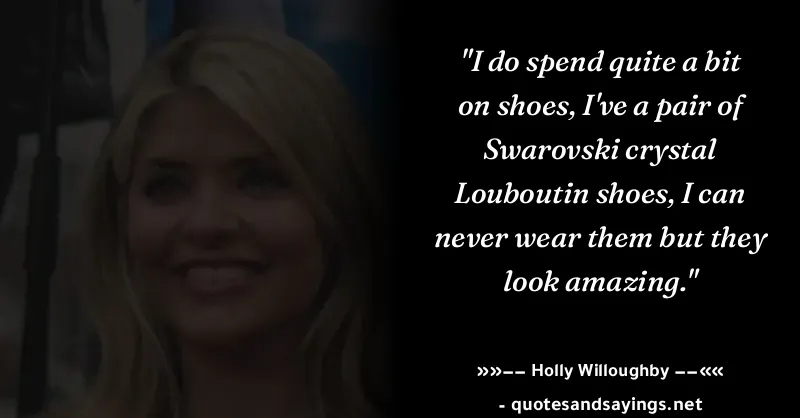 "I do spend quite a bit
on shoes, I've a pair of
Swarovski crystal
Louboutin shoes, I can
never wear them but they
look amazing."
»»−− Holly Willoughby −−««
- quotesandsayings.net